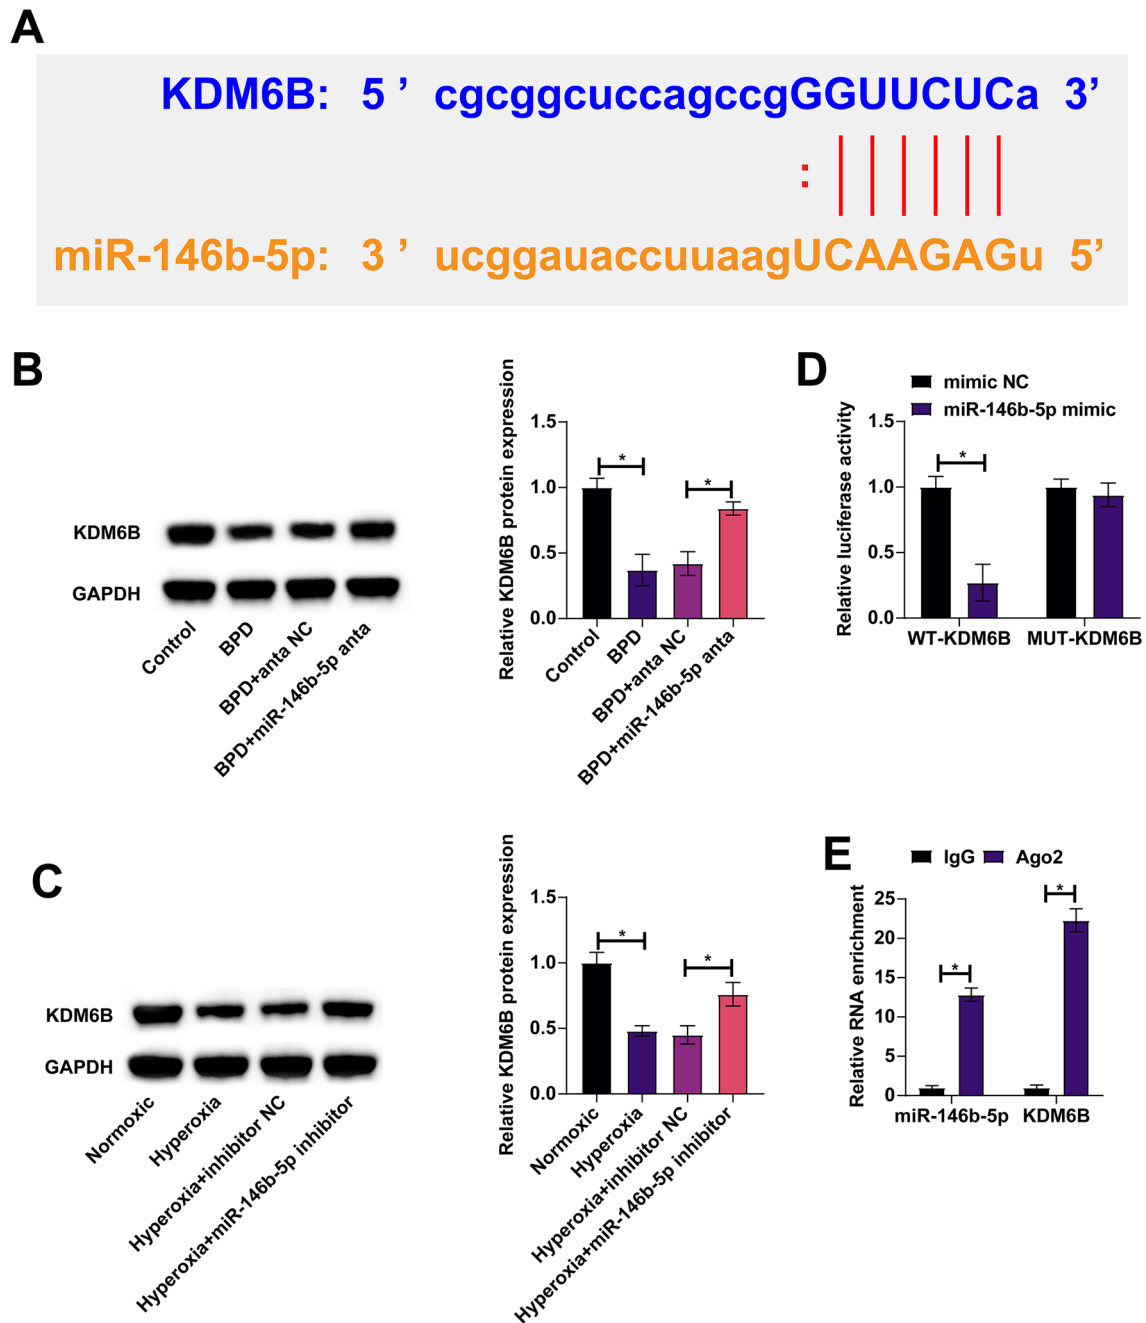 A
KDM6B: 5 ’ cgcggcuccagccgGGUUCUCa 3’
:
miR-146b-5p: 3 ’ ucggauaccuuaagUCAAGAGu 5’
B
KDM6B
GAPDH
Control
BPD
BPD+anta NC
BPD+miR-146b-5p anta
Relative KDM6B protein expression
1.5
1.0
0.5
0.0
*
*
Control
BPD
BPD+anta NC
BPD+miR-146b-5p anta
D
mimic NC
miR-146b-5p mimic
Relative luciferase activity
1.5
1.0
0.5
0.0
*
WT-KDM6B
MUT-KDM6B
C
KDM6B
GAPDH
Normoxic
Hyperoxia
Hyperoxia+inhibitor NC
Hyperoxia+miR-146b-5p inhibitor
Relative KDM6B protein expression
1.5
1.0
0.5
0.0
*
*
Normoxic
Hyperoxia
Hyperoxia+inhibitor NC
Hyperoxia+miR-146b-5p inhibitor
E
IgG
Ago2
Relative RNA enrichment
25
20
15
10
5
0
*
*
miR-146b-5p
KDM6B